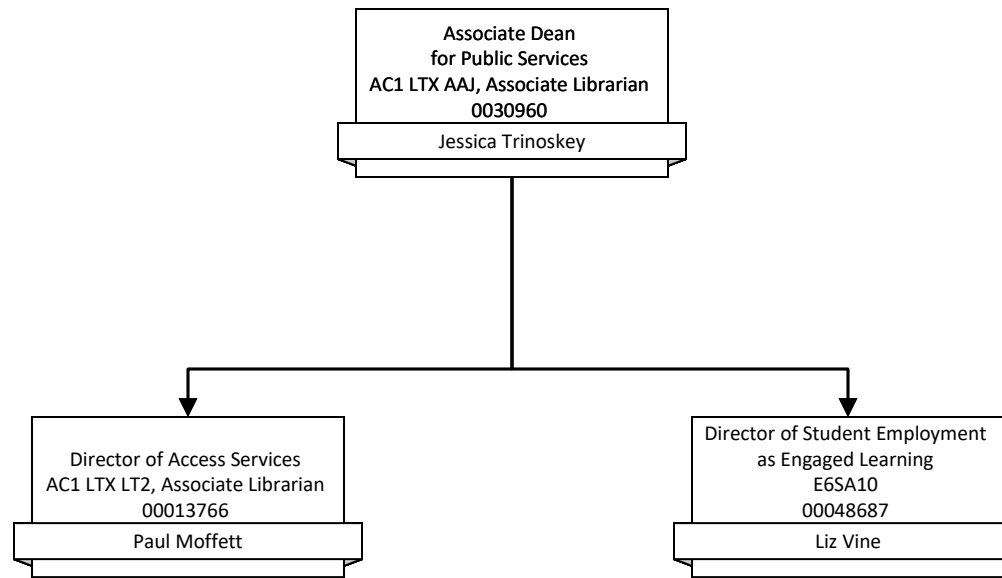 Associate Dean
for Public Services
AC1 LTX AAJ, Associate Librarian
0030960
Jessica Trinoskey
Director of Access Services
AC1 LTX LT2, Associate Librarian
00013766
Paul Moffett
Director of Student Employment
as Engaged Learning
E6SA10
00048687
Liz Vine